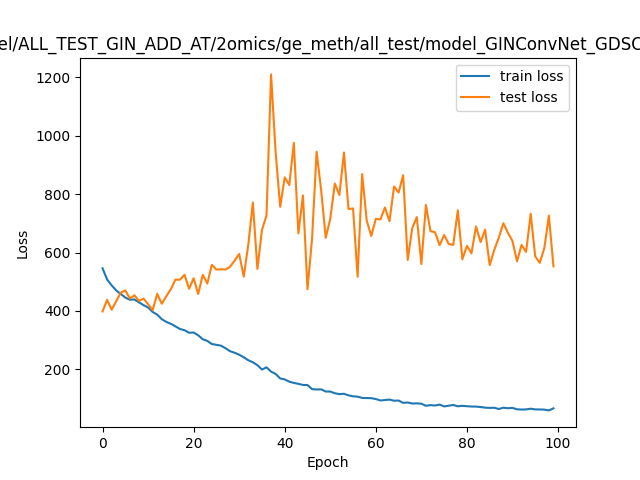 el/ALL_TEST_GIN_ADD_AT/2omics/ge_meth/all_test/model_GINConvNet_GDSC
train loss
test loss
Loss
1200
1000
800
600
400
200
0 20 40 60 80 100
Epoch